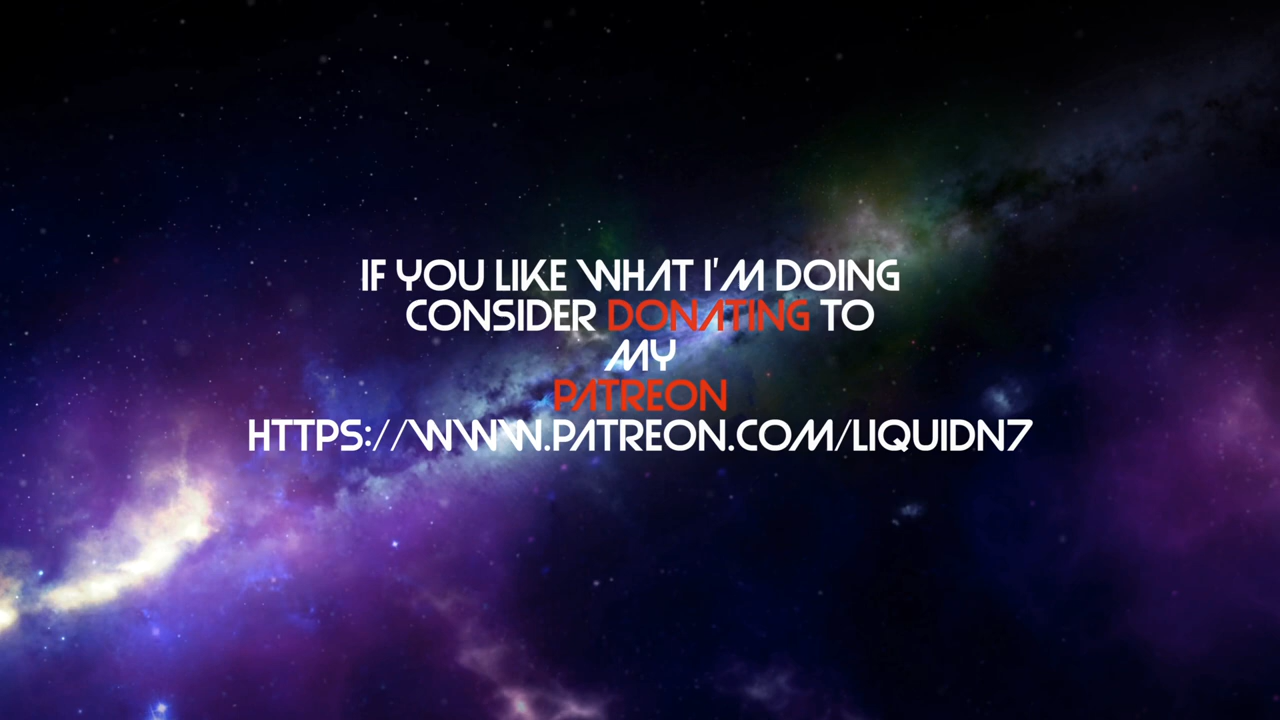 IF YOU LIKE WHAT I'M DOING
CONSIDER DONATING TO
MY
PATREON
HTTPS://WWW.PATREON.COM/LIQUIDN7